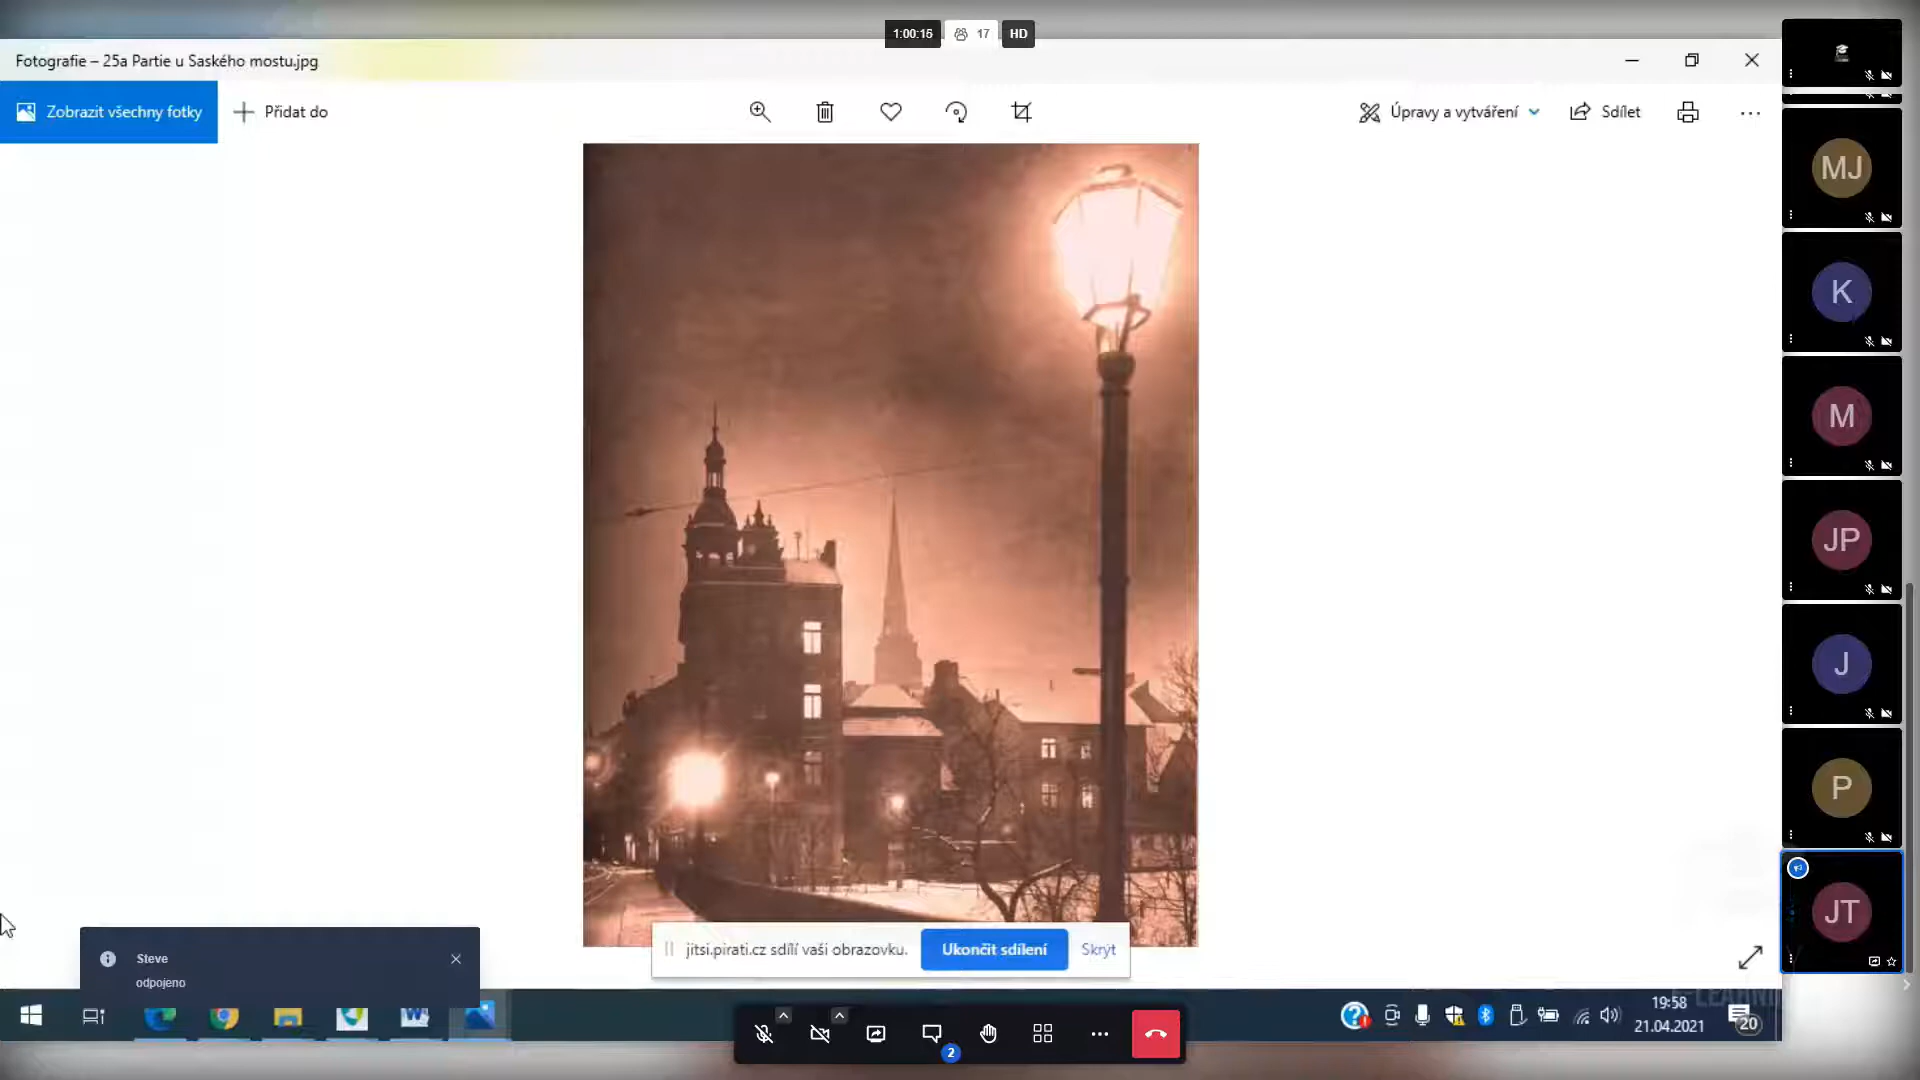 1:00:16 17 HD
Fotografie – 25a Partie u Saského mostu.jpg
Zobrazit všechny fotky Přidat do Úpravy a vytváření Sdílet
MJ
K
M
JP
J
P
JT
jitsi.pirati.cz sdílí vaši obrazovku. Ukončit sdílení Skrýt
Steve
odpojeno
19:58
21.04.2021
20
2